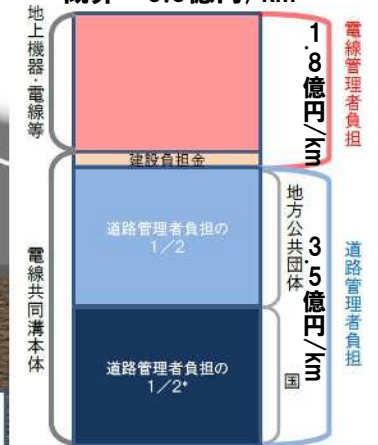 地上機器・電線等
電線共同溝本体
建設負担金
道路管理者負担の
1/2
道路管理者負担の
1/2*
1.8億円/km
電線管理者負担
地方公共団体
3.5億円/km
国
道路管理者負担